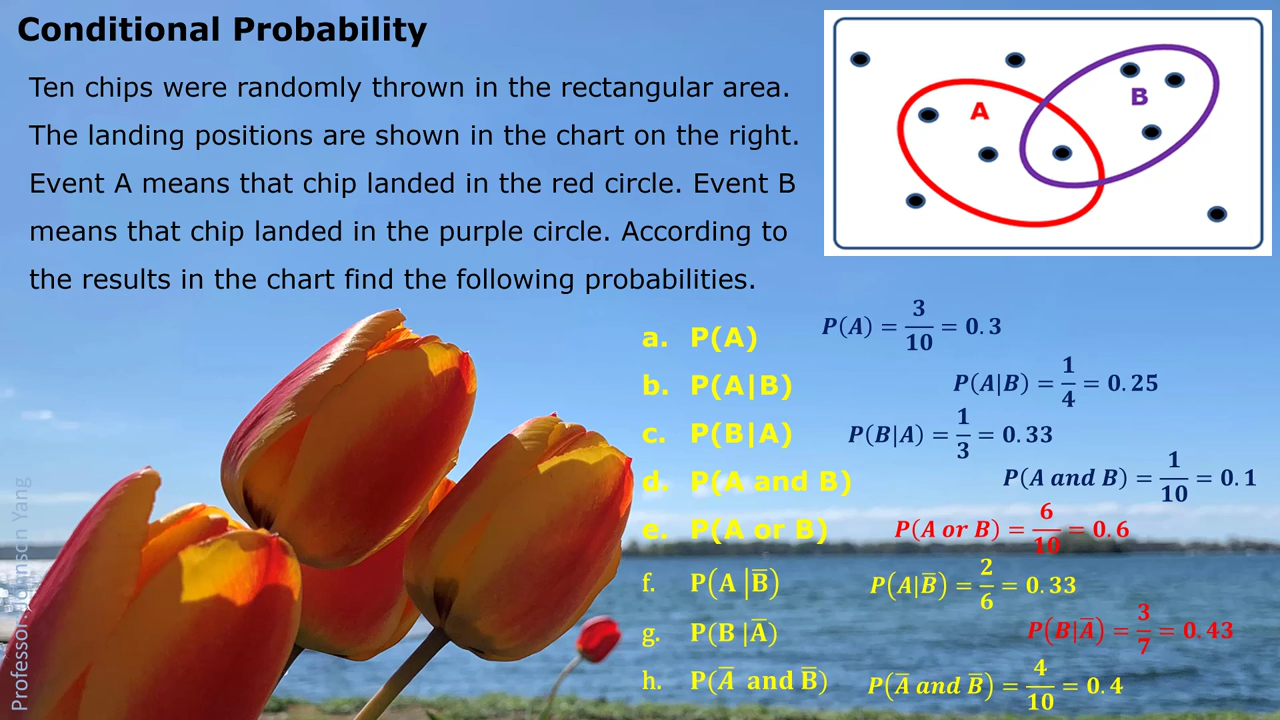 Conditional Probability
Ten chips were randomly thrown in the rectangular area.
The landing positions are shown in the chart on the right.
Event A means that chip landed in the red circle. Event B
means that chip landed in the purple circle. According to
the results in the chart find the following probabilities.
A
B
a. P(A) P(A) = 3/10 = 0.3
b. P(A|B) P(A|B) = 1/4 = 0.25
c. P(B|A) P(B|A) = 1/3 = 0.33
d. P(A and B) P(A and B) = 1/10 = 0.1
e. P(A or B) P(A or B) = 6/10 = 0.6
f. P(A |B̅) P(A|B̅) = 2/6 = 0.33
g. P(B |A̅) P(B|A̅) = 3/7 = 0.43
h. P(A̅ and B̅) P(A̅ and B̅) = 4/10 = 0.4
Professor: Johnson Yang